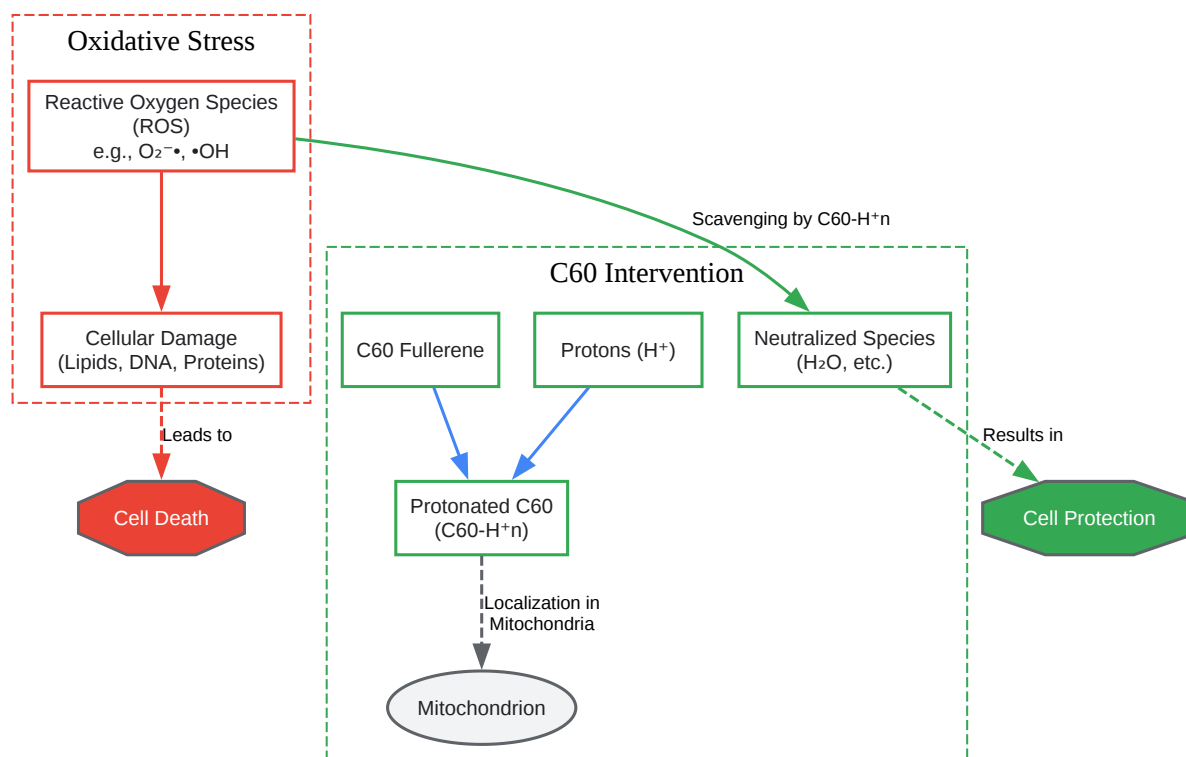 Oxidative Stress
Reactive Oxygen Species
(ROS)
e.g., O₂⁻•, •OH
Scavenging by C60-H⁺n
C60 Intervention
Cellular Damage
(Lipids, DNA, Proteins)
C60 Fullerene
Protons (H⁺)
Neutralized Species
(H₂O, etc.)
Leads to
Results in
Cell Death
Protonated C60
(C60-H⁺n)
Cell Protection
Localization in
Mitochondria
Mitochondrion